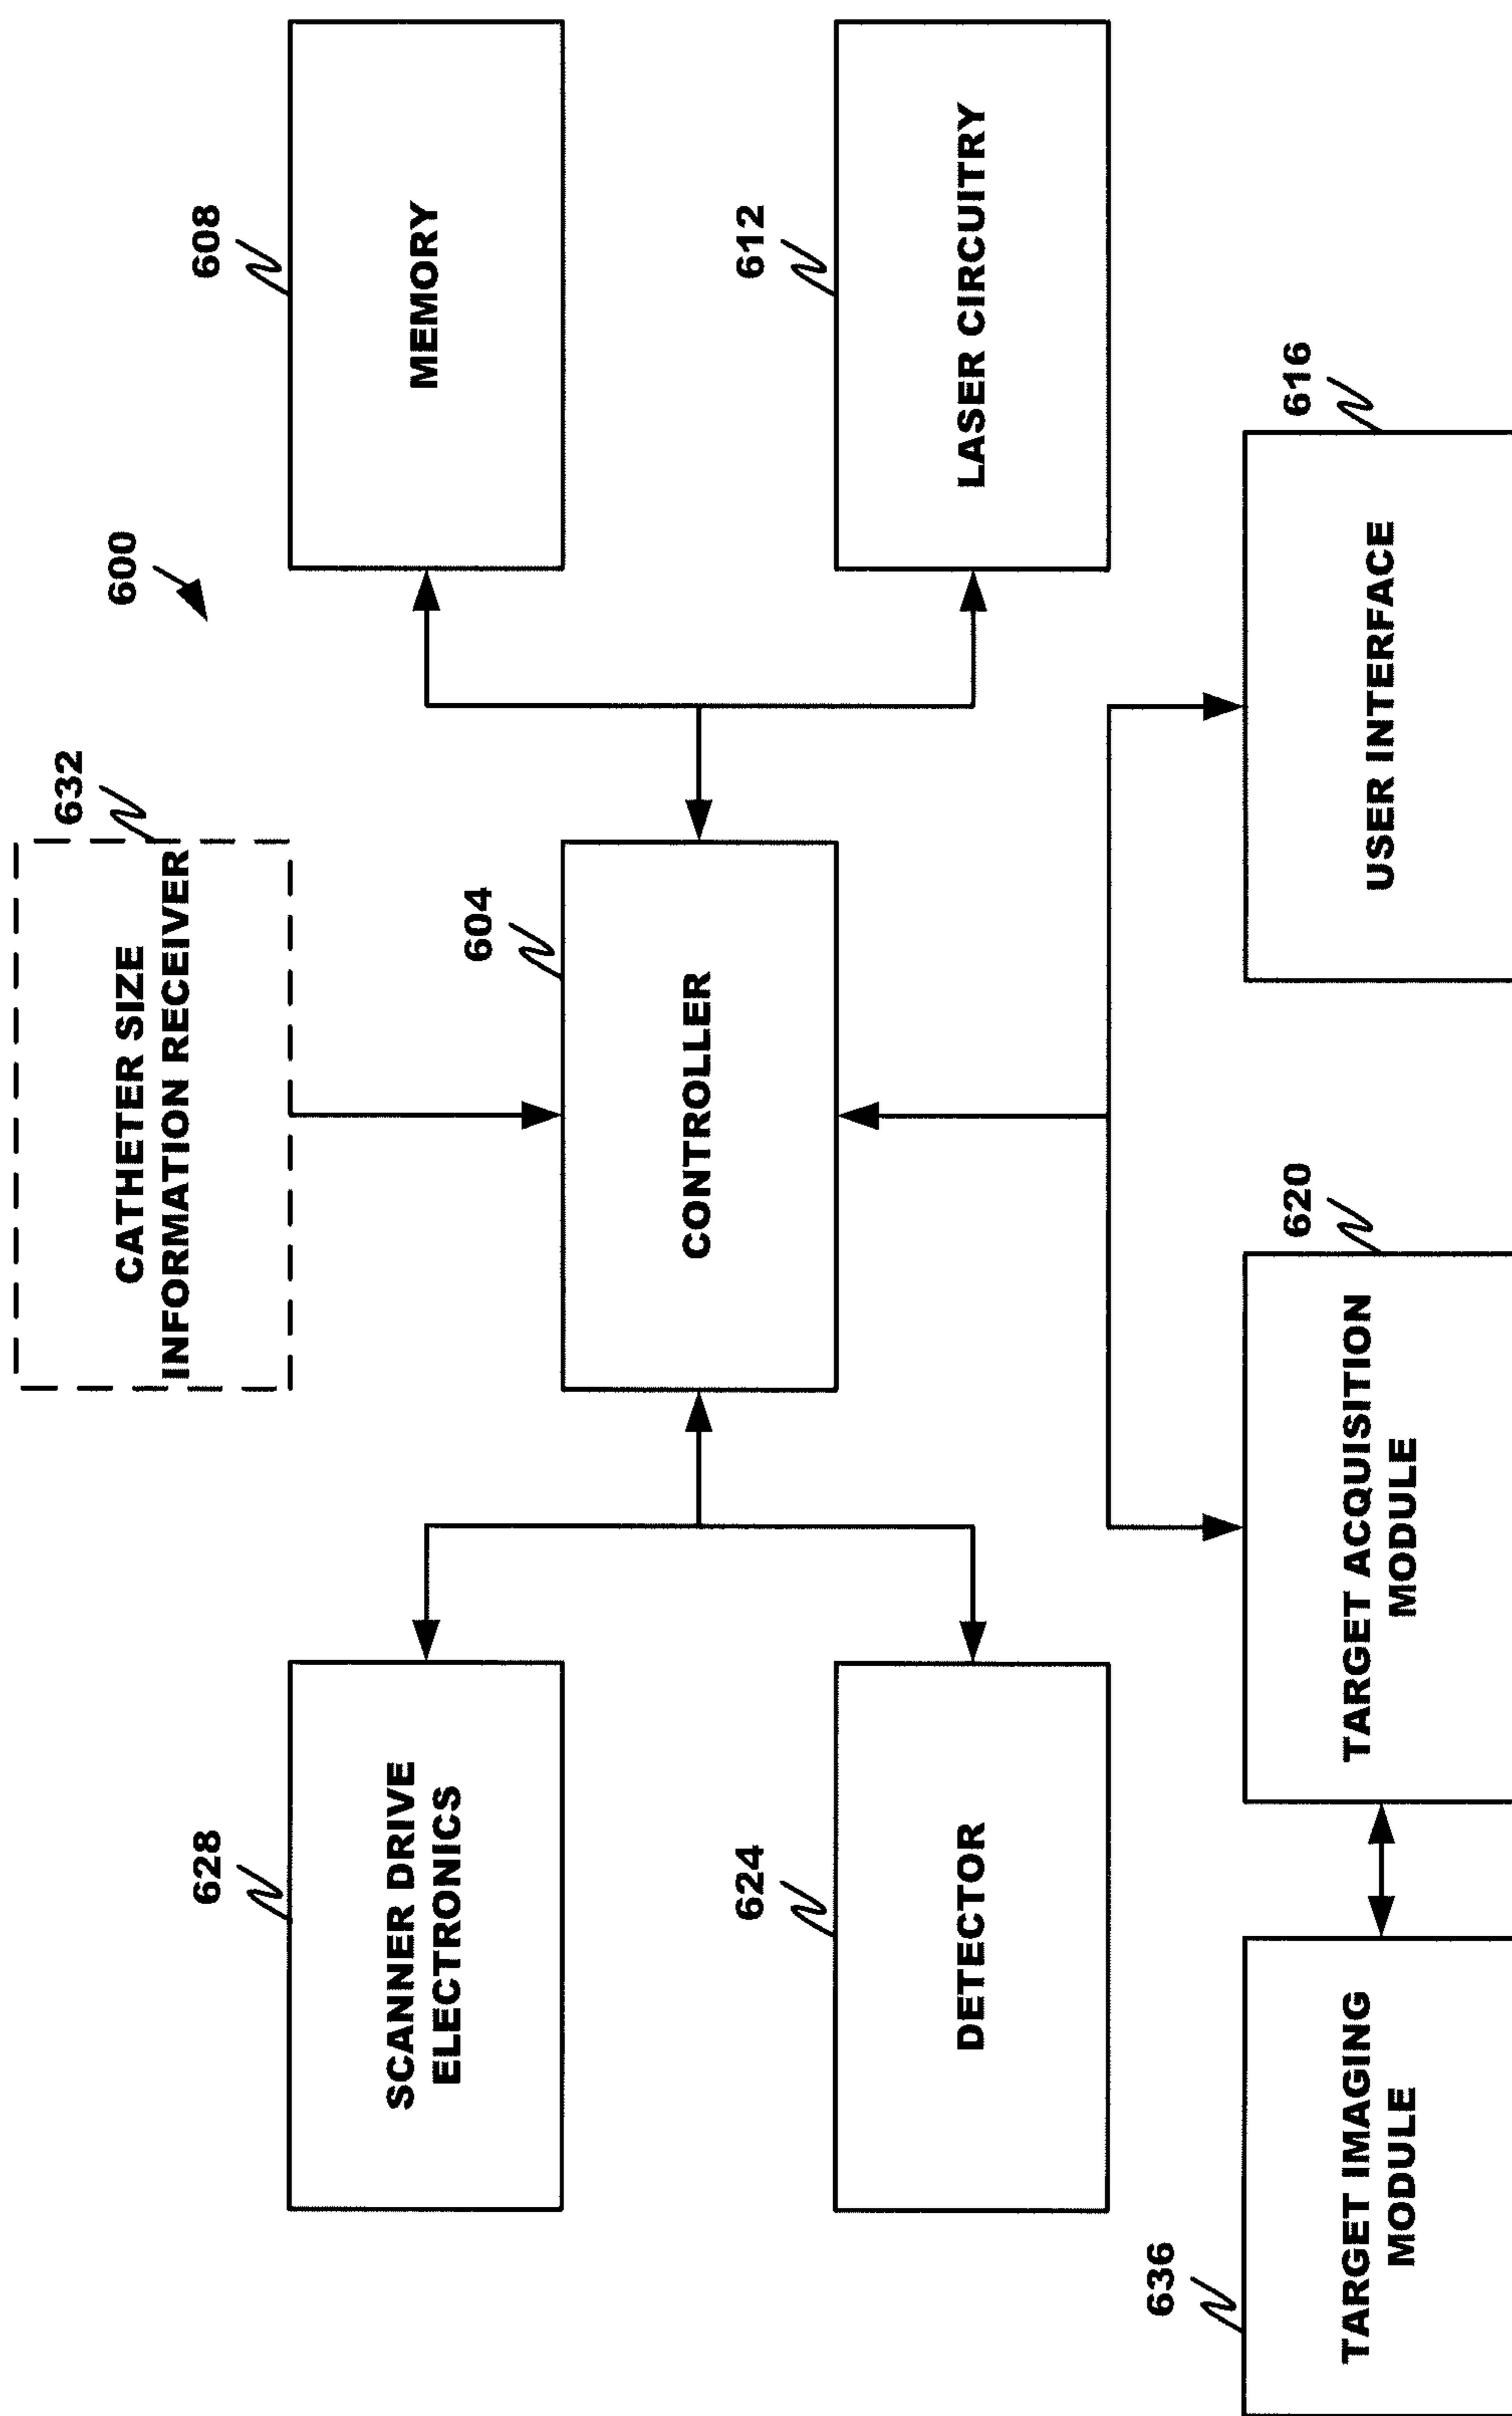 600
632
CATHETER SIZE
INFORMATION RECEIVER
628
SCANNER DRIVE
ELECTRONICS
604
CONTROLLER
608
MEMORY
624
DETECTOR
612
LASER CIRCUITRY
636
TARGET IMAGING
MODULE
620
TARGET ACQUISITION
MODULE
616
USER INTERFACE